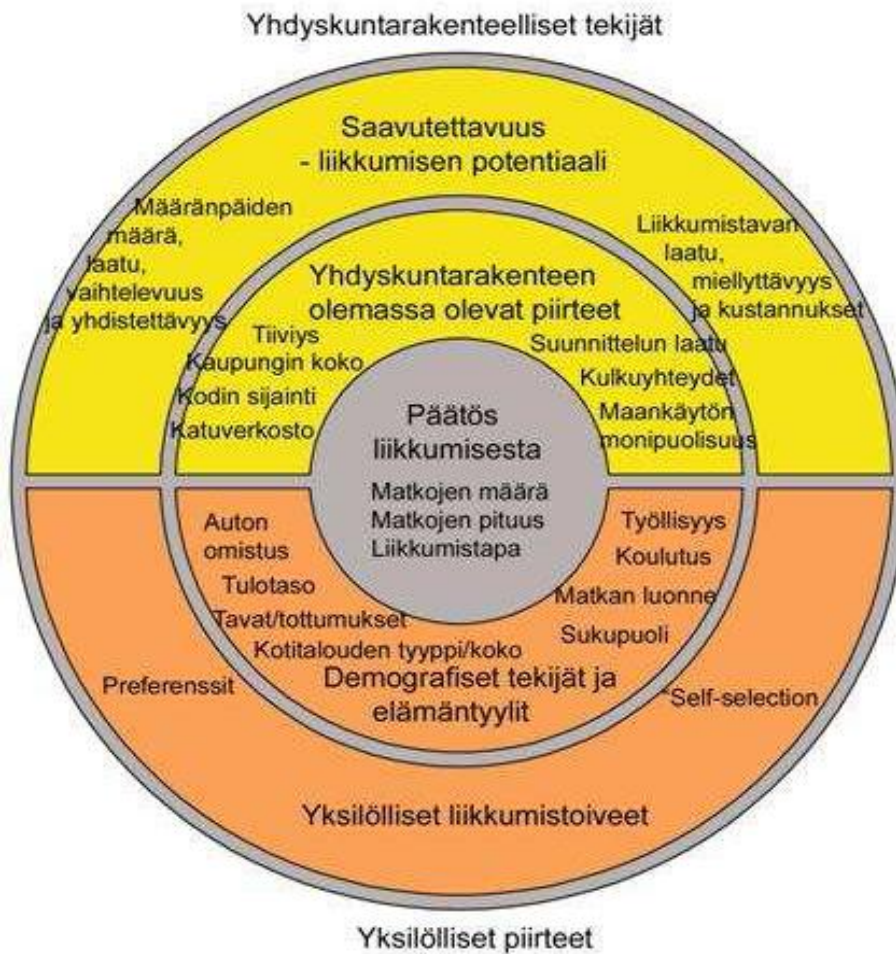 Yhdyskuntarakenteelliset tekijät
Saavutettavuus
- liikkumisen potentiaali
Määränpäiden
määrä,
laatu,
vaihtelevuus
ja yhdistettävyys
Liikkumistavan
laatu,
miellyttävyys
ja kustannukset
Yhdyskuntarakenteen
olemassa olevat piirteet
Tiiviys
Kaupungin koko
Kodin sijainti
Katuverkosto
Suunnittelun laatu
Kulkuyhteydet
Maankäytön
monipuolisuus
Päätös
liikkumisesta
Matkojen määrä
Matkojen pituus
Liikkumistapa
Auton
omistus
Tulotaso
Tavat/tottumukset
Kotitalouden tyyppi/koko
Työllisyys
Koulutus
Matkan luonne
Sukupuoli
Demografiset tekijät ja
elämäntyylit
Preferenssit
"Self-selection
Yksilölliset liikkumistoiveet
Yksilölliset piirteet